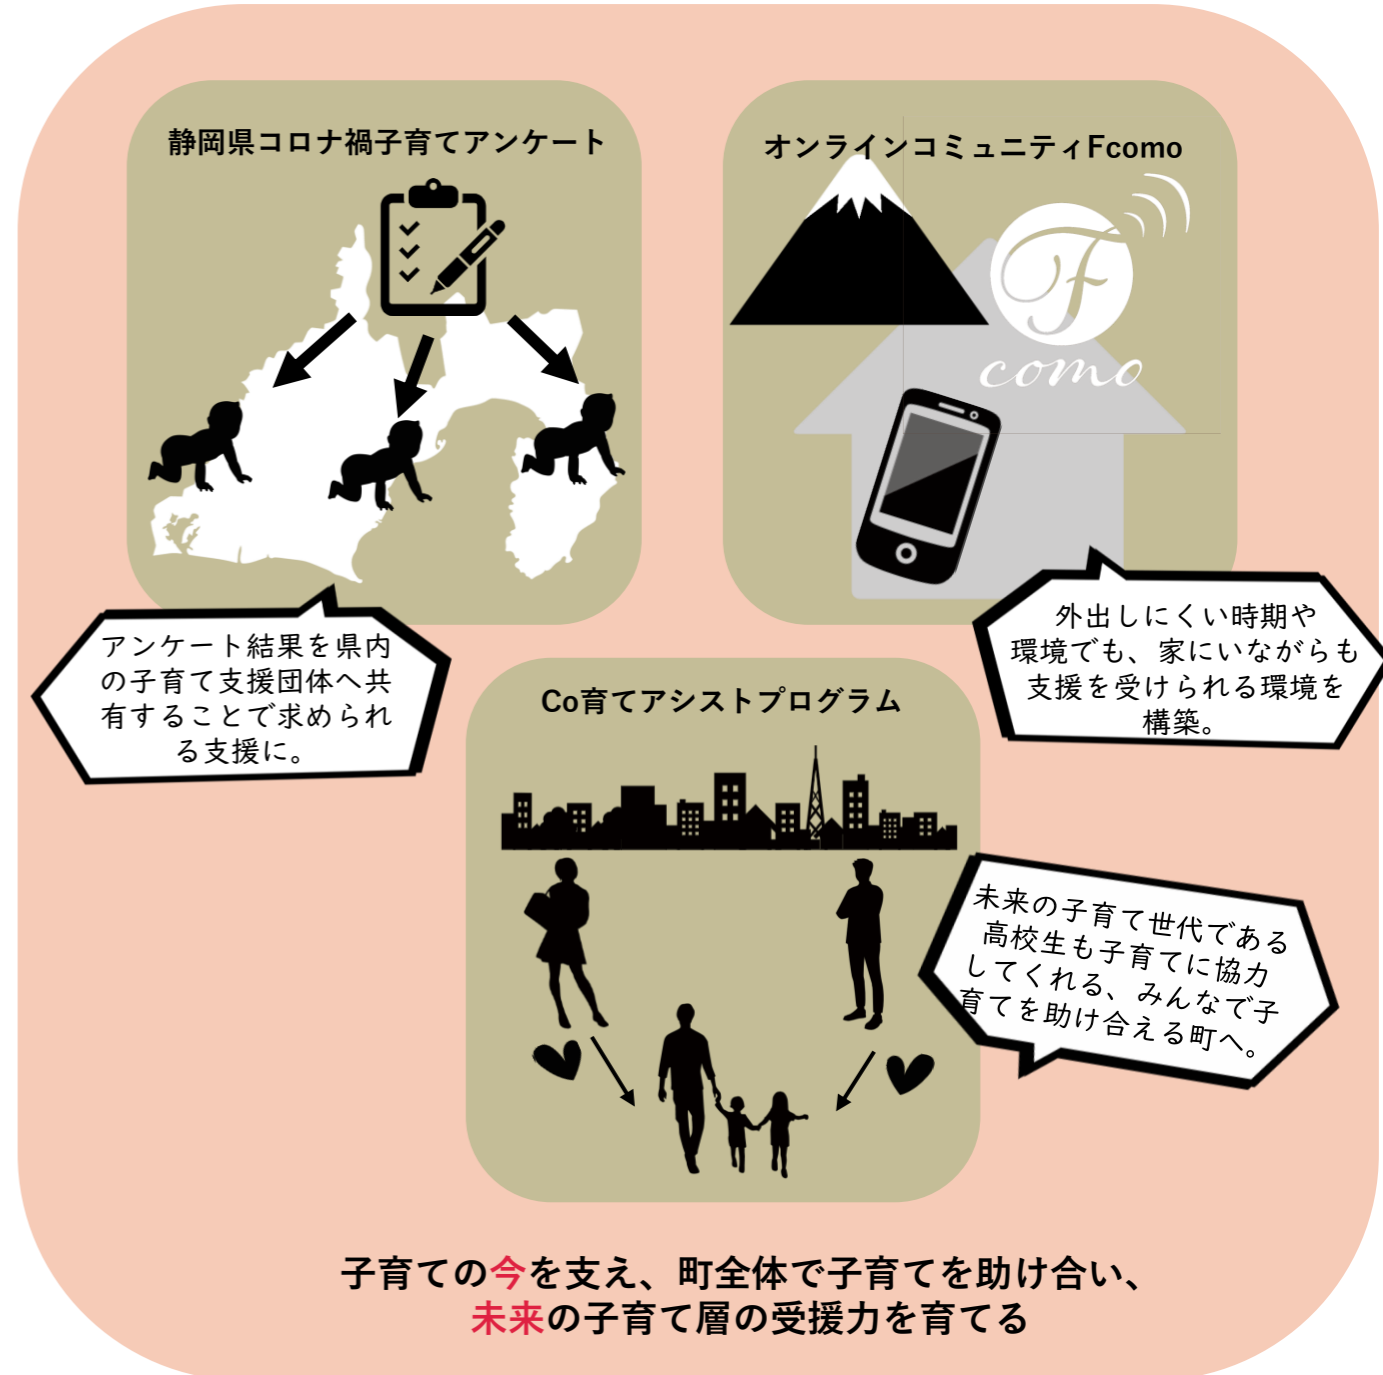 静岡県コロナ禍子育てアンケート
アンケート結果を県内
の子育て支援団体へ共
有することで求められ
る支援に。
オンラインコミュニティFcomo
F
como
外出しにくい時期や
環境でも、家にいながらも
支援を受けられる環境を
構築。
Co育てアシストプログラム
未来の子育て世代である
高校生も子育てに協力
してくれる、みんなで子
育てを助け合える町へ。
子育ての今を支え、町全体で子育てを助け合い、
未来の子育て層の受援力を育てる